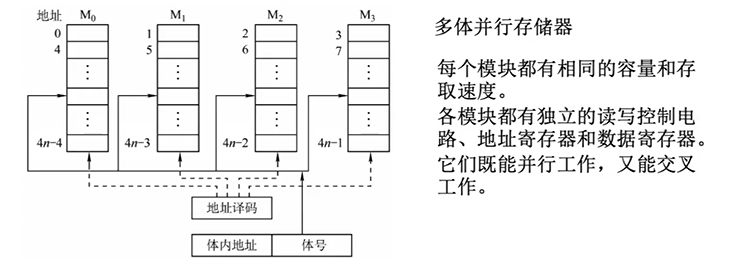 地址 M0 M1 M2 M3
0 1 2 3
4 5 6 7
4n−4 4n−3 4n−2 4n−1
地址译码
体内地址 体号
多体并行存储器
每个模块都有相同的容量和存
取速度。
各模块都有独立的读写控制电
路、地址寄存器和数据寄存器。
它们既能并行工作，又能交叉
工作。